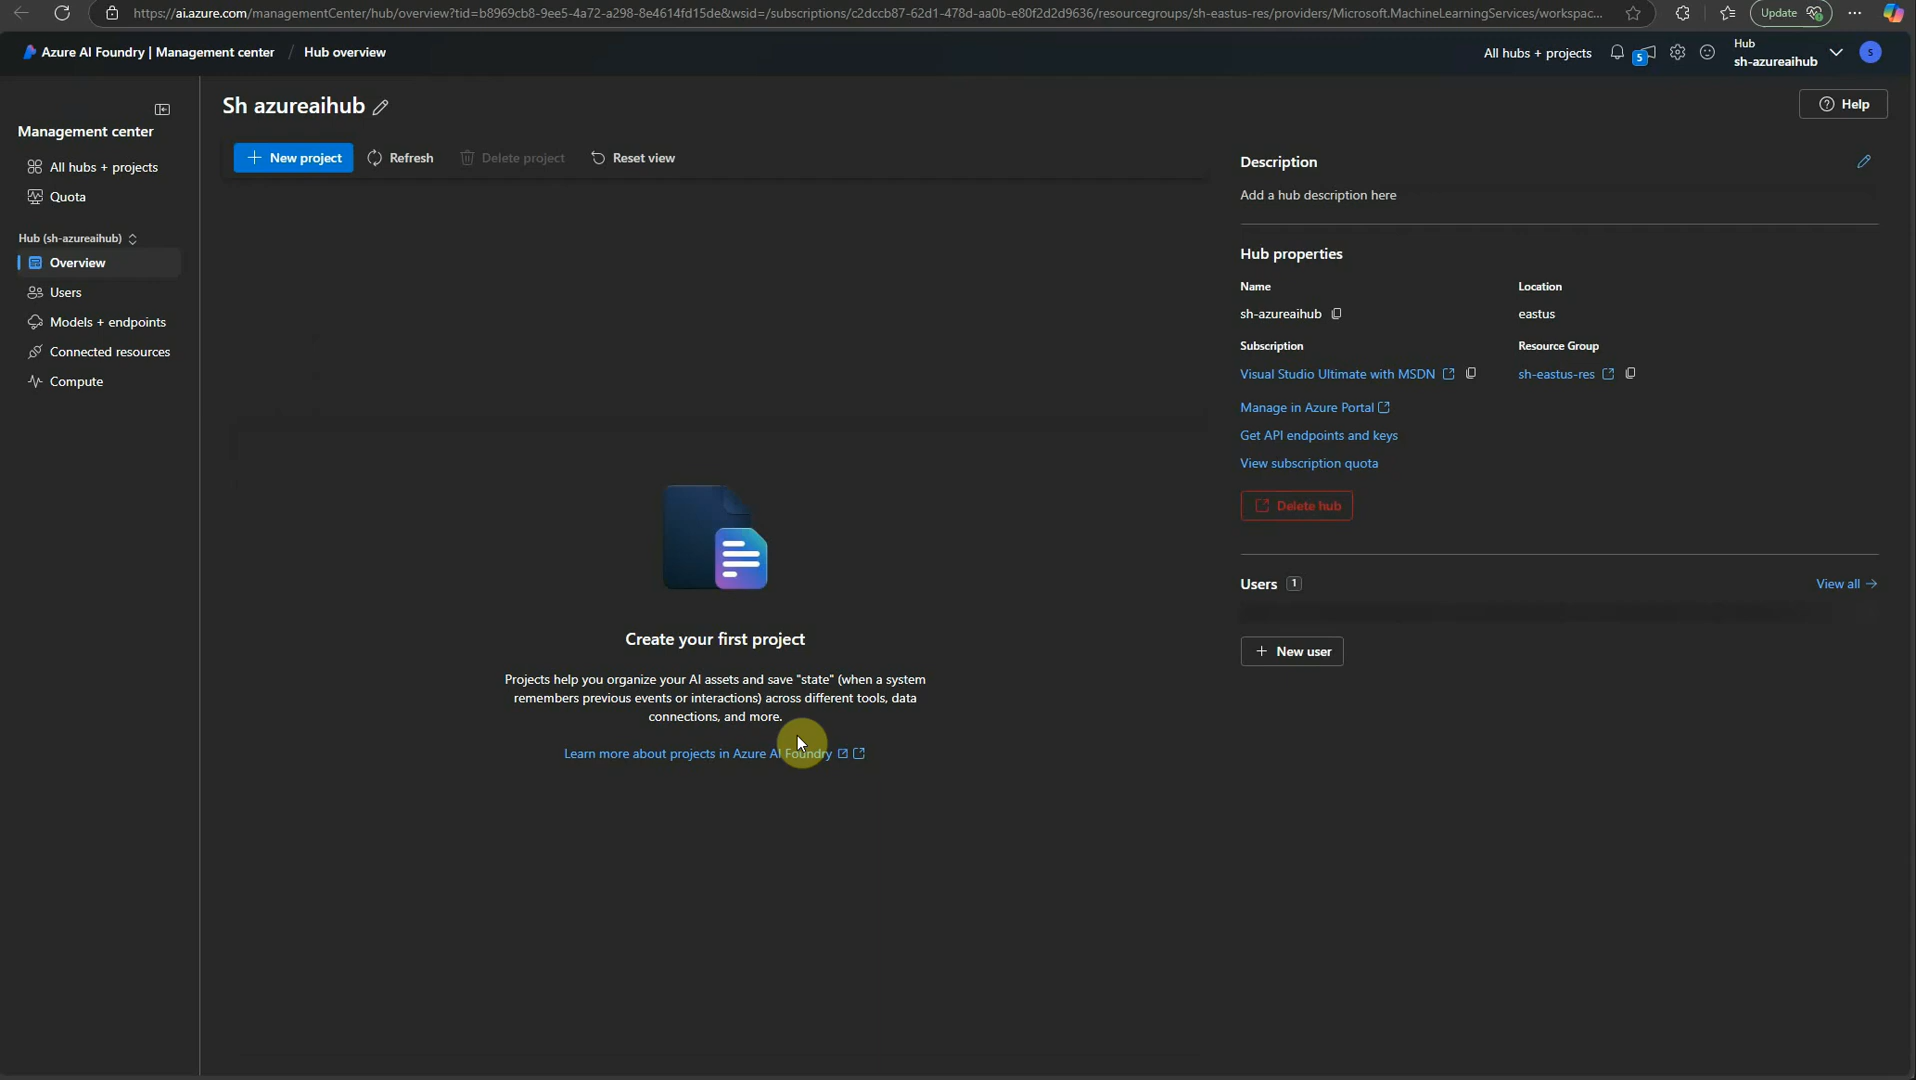 https://ai.azure.com/managementCenter/hub/overview?tid=b8969cb8-9ee5-4a72-a298-8e4614fd15de&wsid=/subscriptions/c2dccb87-62d1-478d-aa0b-e80f2d2d9636/resourcegroups/sh-eastus-res/providers/Microsoft.MachineLearningServices/workspac...
Update
Azure AI Foundry | Management center / Hub overview
All hubs + projects
5
Hub
sh-azureaihub
S
Management center
All hubs + projects
Quota
Hub (sh-azureaihub)
Overview
Users
Models + endpoints
Connected resources
Compute
Sh azureaihub
Help
New project
Refresh
Delete project
Reset view
Create your first project
Projects help you organize your AI assets and save "state" (when a system
remembers previous events or interactions) across different tools, data
connections, and more.
Learn more about projects in Azure AI Foundry
Description
Add a hub description here
Hub properties
Name
Location
sh-azureaihub
eastus
Subscription
Resource Group
Visual Studio Ultimate with MSDN
sh-eastus-res
Manage in Azure Portal
Get API endpoints and keys
View subscription quota
Delete hub
Users 1
View all
New user